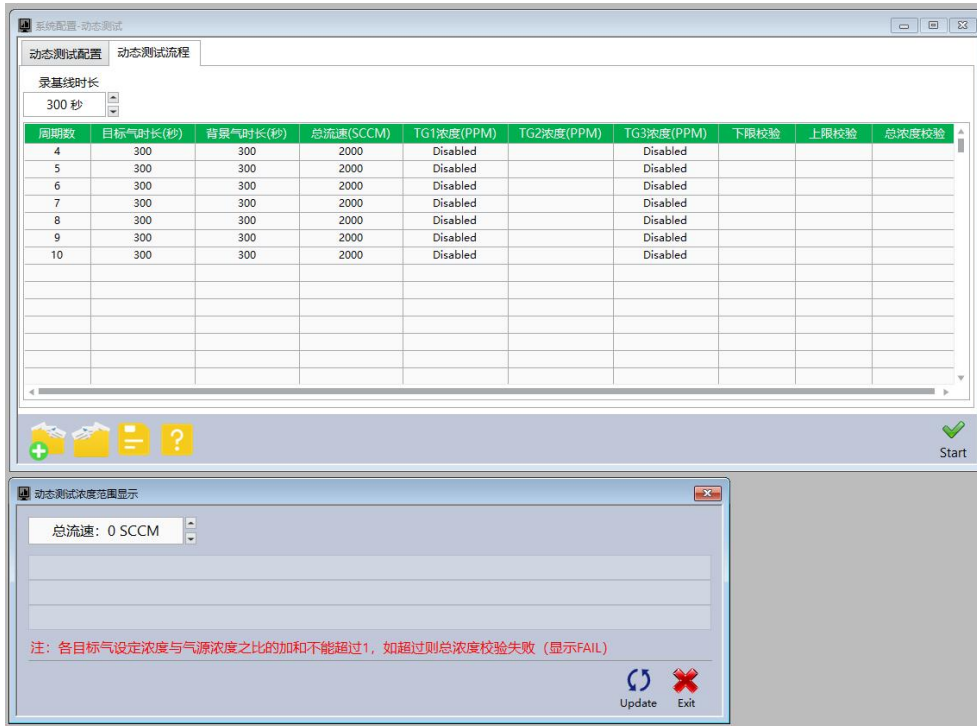 系统配置-动态测试
动态测试配置 动态测试流程
录基线时长
300 秒
周期数 目标气时长(秒) 背景气时长(秒) 总流速(SCCM) TG1浓度(PPM) TG2浓度(PPM) TG3浓度(PPM) 下限校验 上限校验 总浓度校验
4 300 300 2000 Disabled Disabled
5 300 300 2000 Disabled Disabled
6 300 300 2000 Disabled Disabled
7 300 300 2000 Disabled Disabled
8 300 300 2000 Disabled Disabled
9 300 300 2000 Disabled Disabled
10 300 300 2000 Disabled Disabled
Start
动态测试浓度范围显示
总流速：0 SCCM
注：各目标气设定浓度与气源浓度之比的加和不能超过1，如超过则总浓度校验失败（显示FAIL）
Update Exit